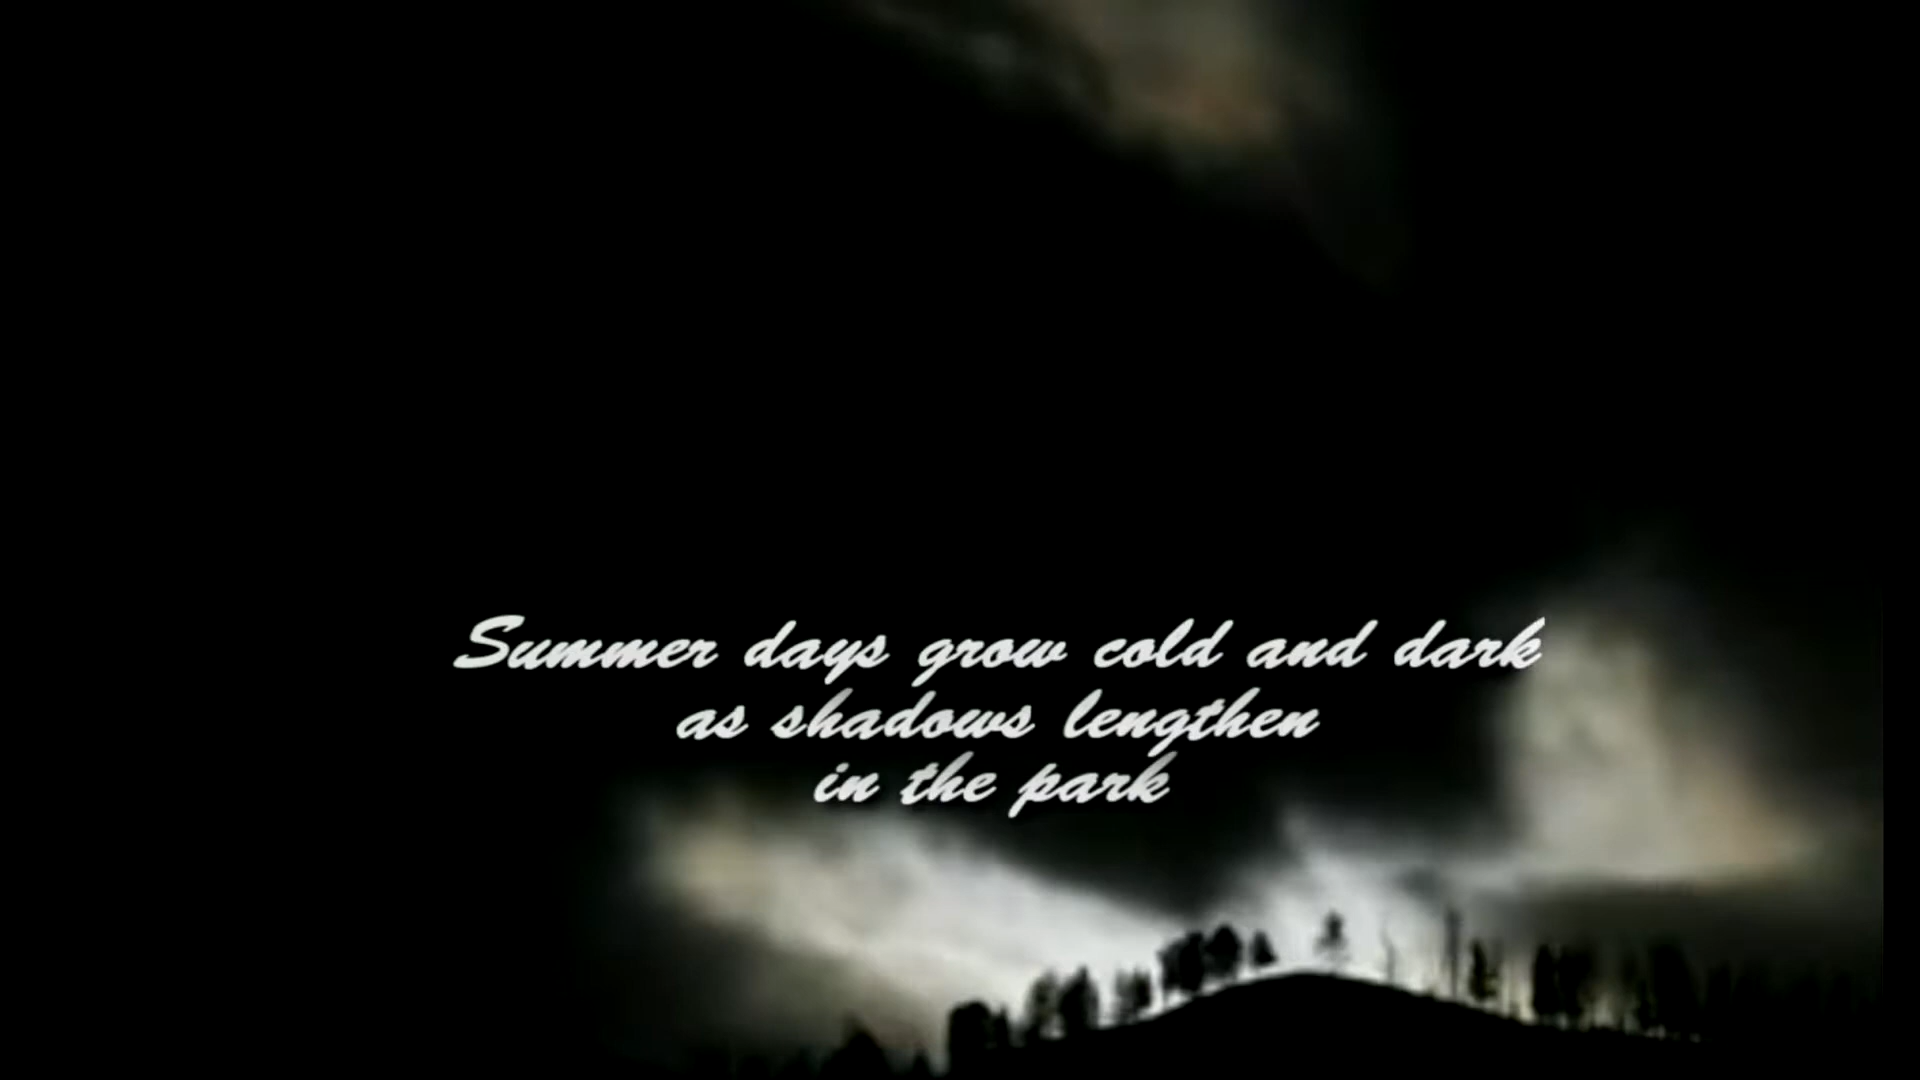 Summer days grow cold and dark
as shadows lengthen
in the park